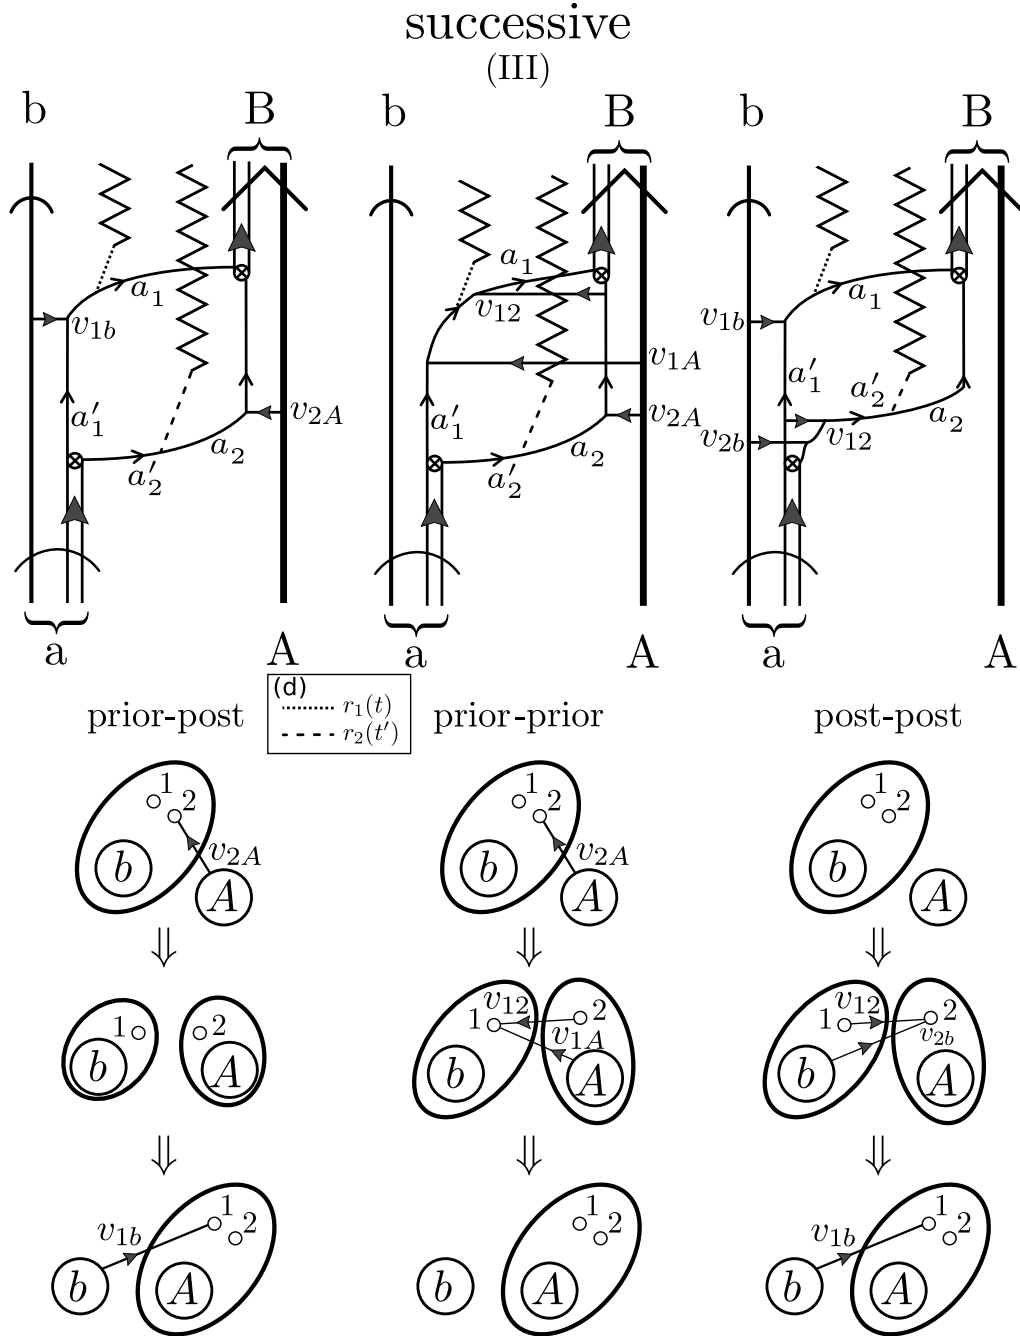 successive
(III)
b B b B b B
a₁ v₁b a′₁ v₂A a₂ a′₂
a₁ v₁₂ v₁A a′₁ v₂A a₂ a′₂
v₁b a₁ a′₁ a′₂ a₂ v₂b v₁₂
a A a A a A
(d)
r₁(t)
r₂(t′)
prior-post prior-prior post-post
1 2 b v₂A A
1 2 b v₂A A
1 2 b A
⇓ ⇓ ⇓
1 b 2 A
v₁₂ 1 2 v₁A b A
v₁₂ 1 2 v₂b b A
⇓ ⇓ ⇓
v₁b 1 2 b A
1 2 b A
v₁b 1 2 b A